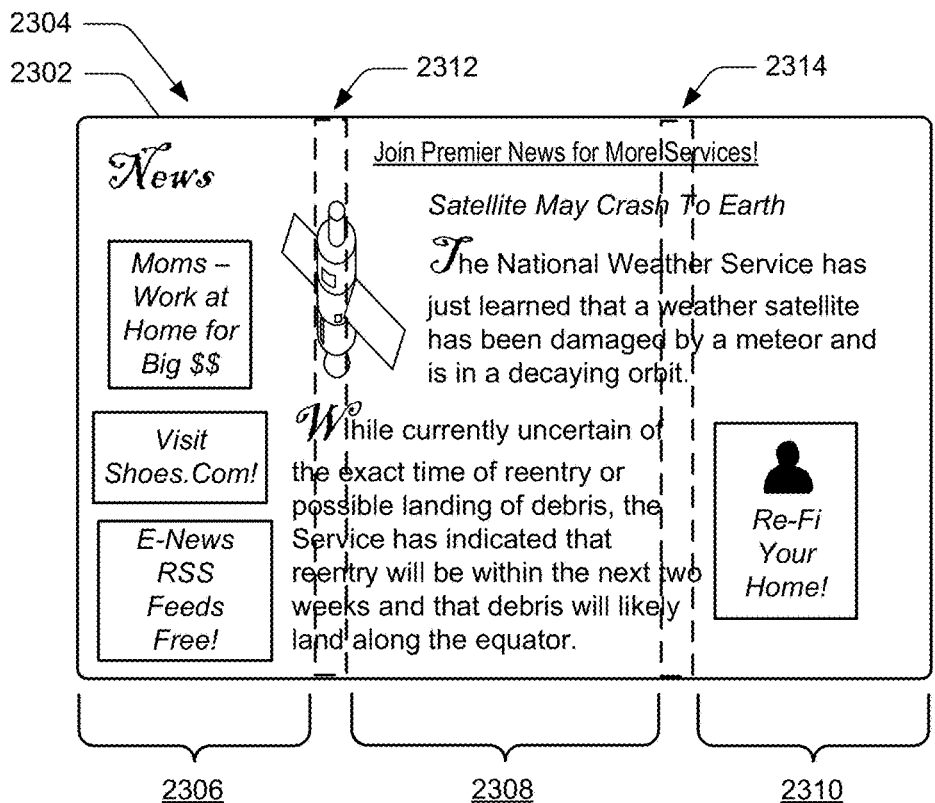 2304
2302
2312
2314
News
Join Premier News for More Services!
Satellite May Crash To Earth
The National Weather Service has
just learned that a weather satellite
has been damaged by a meteor and
is in a decaying orbit.
Moms –
Work at
Home for
Big $$
Visit
Shoes.Com!
E-News
RSS
Feeds
Free!
While currently uncertain of
the exact time of reentry or
possible landing of debris, the
Service has indicated that
reentry will be within the next two
weeks and that debris will likely
land along the equator.
Re-Fi
Your
Home!
2306
2308
2310